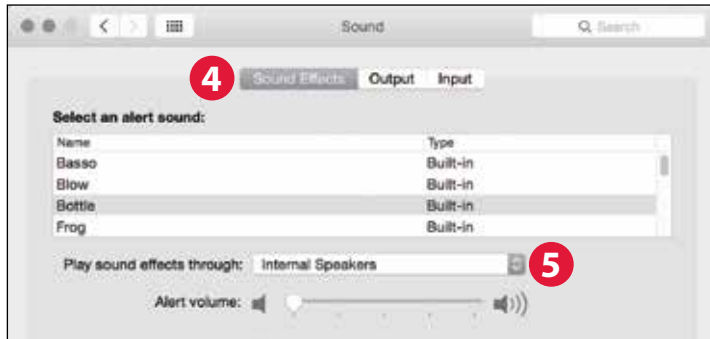 Sound
Search
4 Sound Effects Output Input
Select an alert sound:
Name Type
Basso Built-in
Blow Built-in
Bottle Built-in
Frog Built-in
Play sound effects through: Internal Speakers 5
Alert volume: